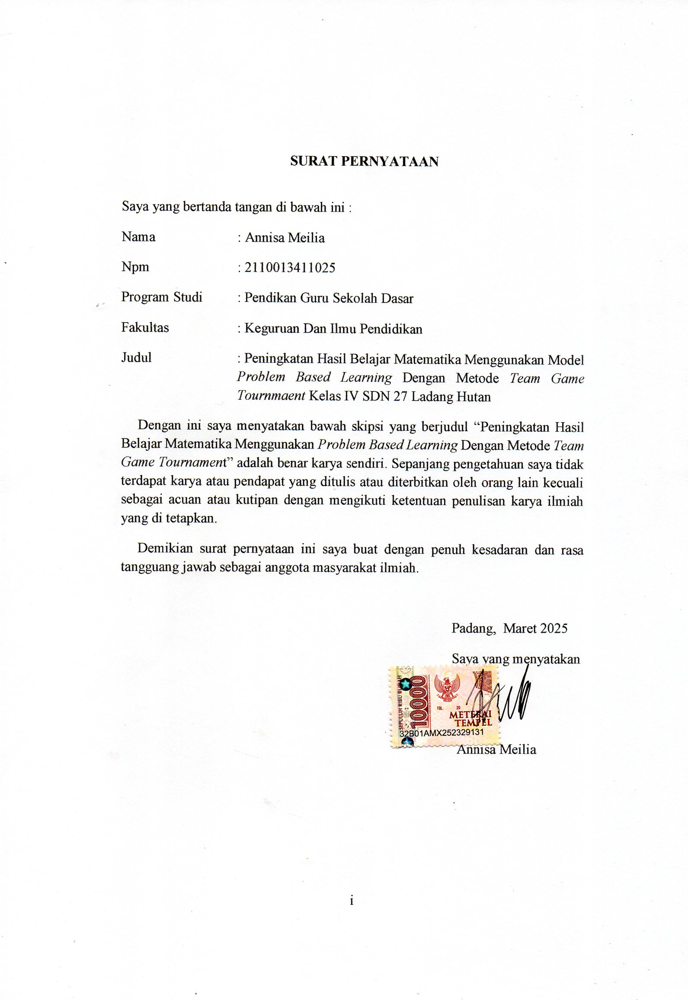 SURAT PERNYATAAN
Saya yang bertanda tangan di bawah ini :
Nama : Annisa Meilia
Npm : 2110013411025
Program Studi : Pendikan Guru Sekolah Dasar
Fakultas : Keguruan Dan Ilmu Pendidikan
Judul : Peningkatan Hasil Belajar Matematika Menggunakan Model
Problem Based Learning Dengan Metode Team Game
Tournmaent Kelas IV SDN 27 Ladang Hutan
Dengan ini saya menyatakan bawah skipsi yang berjudul “Peningkatan Hasil
Belajar Matematika Menggunakan Problem Based Learning Dengan Metode Team
Game Tournament” adalah benar karya sendiri. Sepanjang pengetahuan saya tidak
terdapat karya atau pendapat yang ditulis atau diterbitkan oleh orang lain kecuali
sebagai acuan atau kutipan dengan mengikuti ketentuan penulisan karya ilmiah
yang di tetapkan.
Demikian surat pernyataan ini saya buat dengan penuh kesadaran dan rasa
tangguang jawab sebagai anggota masyarakat ilmiah.
Padang, Maret 2025
Saya yang menyatakan
SEPULUH RIBU RUPIAH
10000
TGL. 20
METERAI
TEMPEL
32B01AMX252329131
Annisa Meilia
i